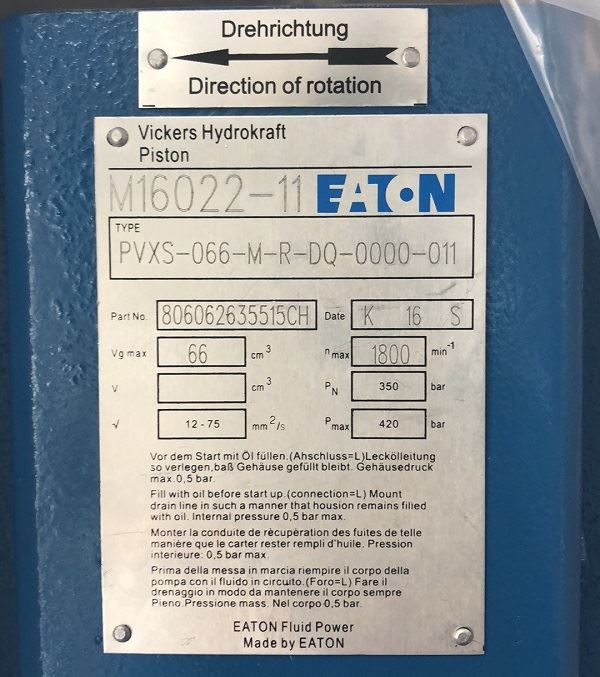 Drehrichtung
Direction of rotation
Vickers Hydrokraft
Piston
M16022-11 EATON
TYPE
PVXS-066-M-R-DQ-0000-011
Part No. 806062635515CH Date K 16 S
Vg max 66 cm³ n max 1800 min⁻¹
V cm³ PN 350 bar
√ 12-75 mm²/s Pmax 420 bar
Vor dem Start mit Öl füllen.(Abschluss=L)Leckölleitung
so verlegen,baß Gehäuse gefüllt bleibt. Gehäusedruck
max.0,5 bar.
Fill with oil before start up.(connection=L) Mount
drain line in such a manner that housion remains filled
with oil. Internal pressure 0,5 bar max.
Monter la conduite de récupération des fuites de telle
manière que le carter rester rempli d'huile. Pression
interieure: 0,5 bar max.
Prima della messa in marcia riempire il corpo della
pompa con il fluido in circuito.(Foro=L) Fare il
drenaggio in modo da mantenere il corpo sempre
Pieno.Pressione mass. Nel corpo 0,5 bar.
EATON Fluid Power
Made by EATON